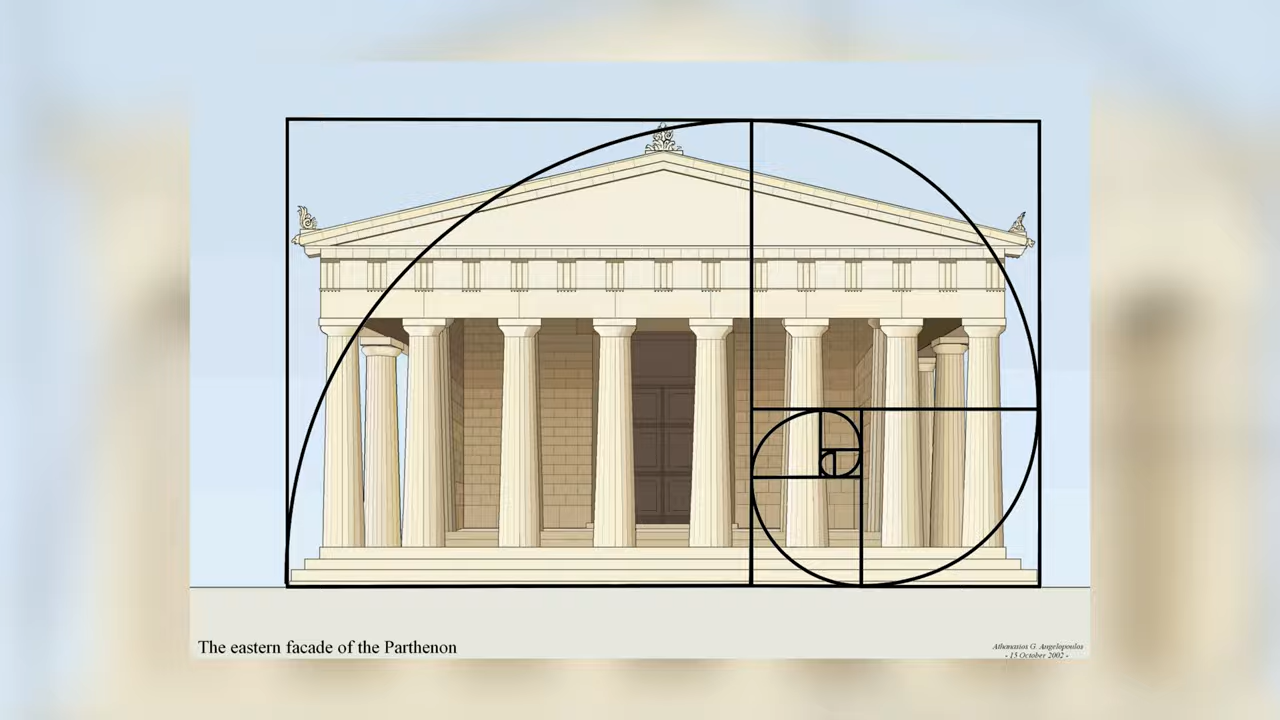 The eastern facade of the Parthenon
Athanasios G. Angelopoulos
- 15 October 2002 -